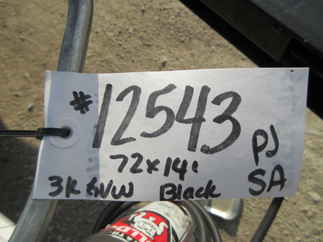 * 12543
72x14' PJ
3K GVW Black SA